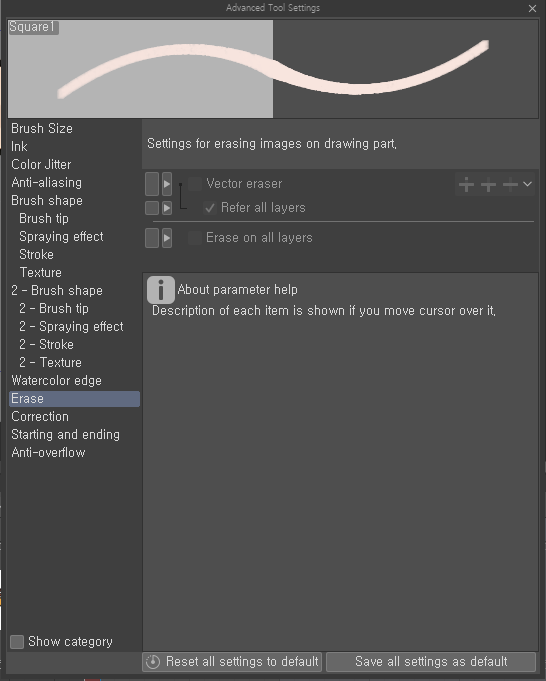 Advanced Tool Settings
Square1
Brush Size
Ink
Color Jitter
Anti-aliasing
Brush shape
Brush tip
Spraying effect
Stroke
Texture
2 - Brush shape
2 - Brush tip
2 - Spraying effect
2 - Stroke
2 - Texture
Watercolor edge
Erase
Correction
Starting and ending
Anti-overflow
Show category
Settings for erasing images on drawing part,
Vector eraser
Refer all layers
Erase on all layers
About parameter help
Description of each item is shown if you move cursor over it,
Reset all settings to default
Save all settings as default